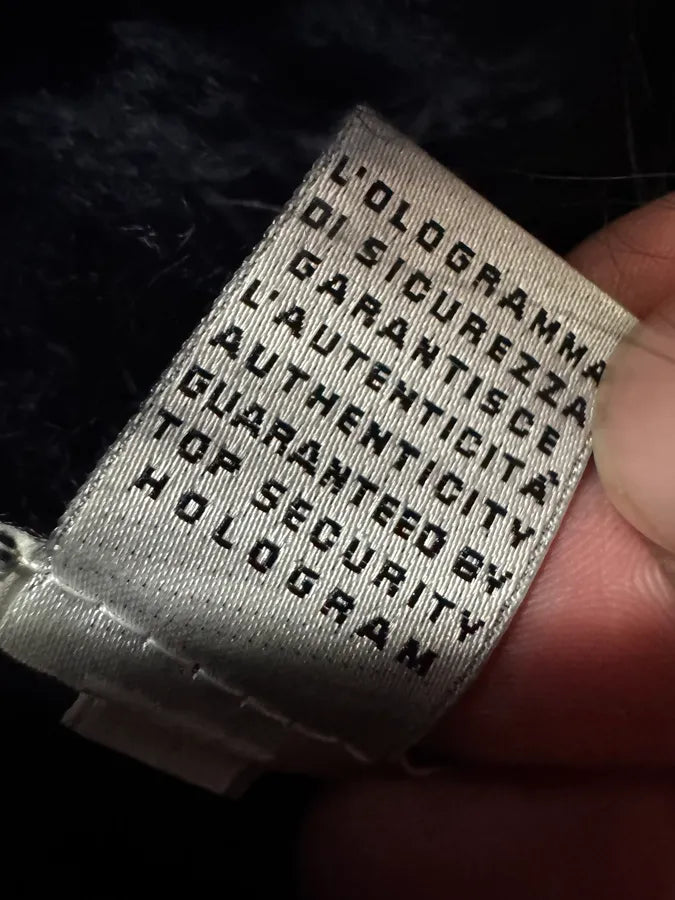 L'OLOGRAMMA
DI SICUREZZA
GARANTISCE
L'AUTENTICITÀ
AUTHENTICITY
GUARANTEED BY
TOP SECURITY
HOLOGRAM